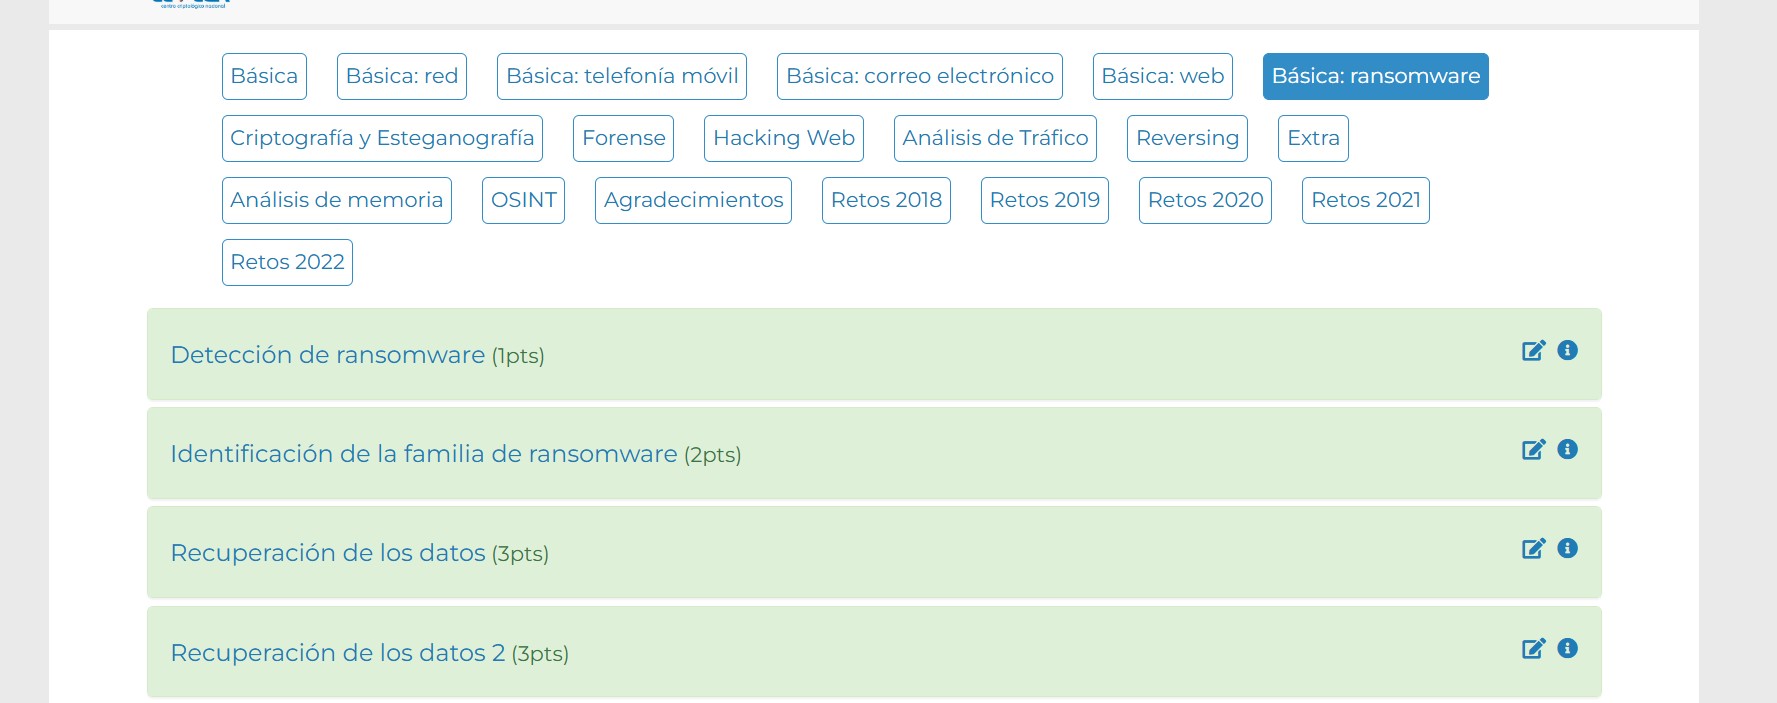 centro criptológico nacional
Básica Básica: red Básica: telefonía móvil Básica: correo electrónico Básica: web Básica: ransomware
Criptografía y Esteganografía Forense Hacking Web Análisis de Tráfico Reversing Extra
Análisis de memoria OSINT Agradecimientos Retos 2018 Retos 2019 Retos 2020 Retos 2021
Retos 2022
Detección de ransomware (1pts)
Identificación de la familia de ransomware (2pts)
Recuperación de los datos (3pts)
Recuperación de los datos 2 (3pts)